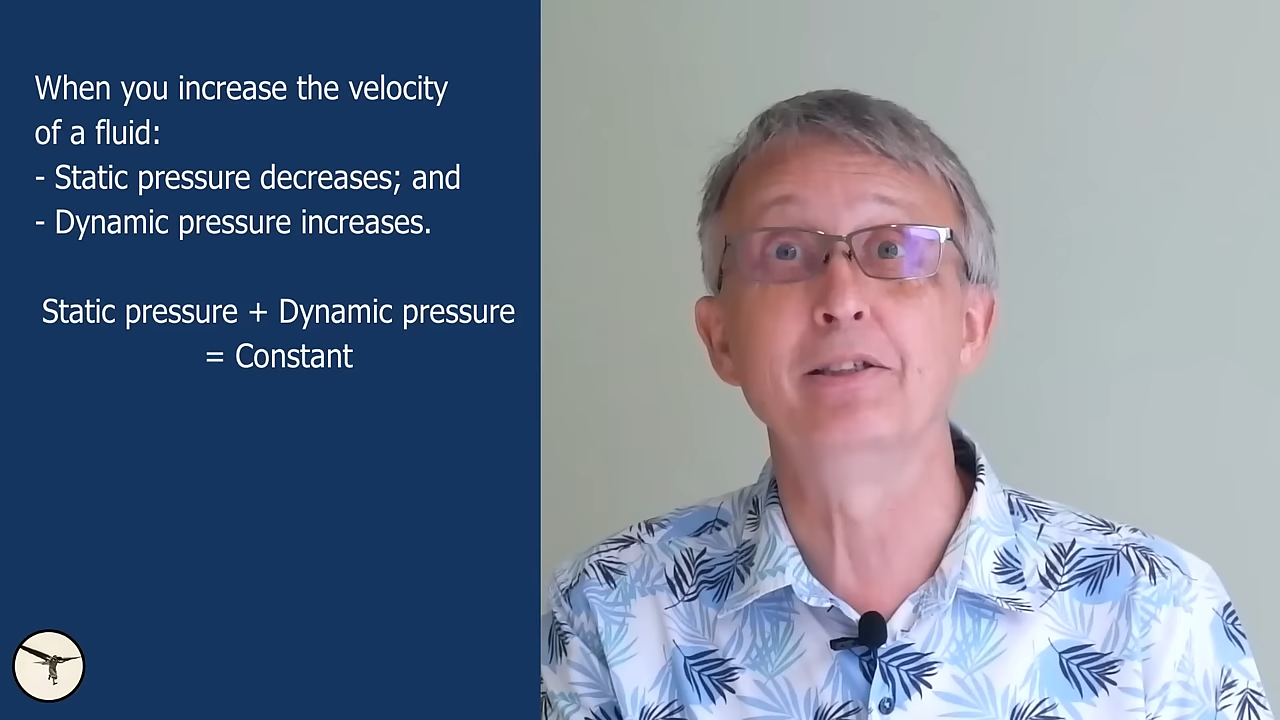 When you increase the velocity
of a fluid:
- Static pressure decreases; and
- Dynamic pressure increases.
Static pressure + Dynamic pressure
= Constant